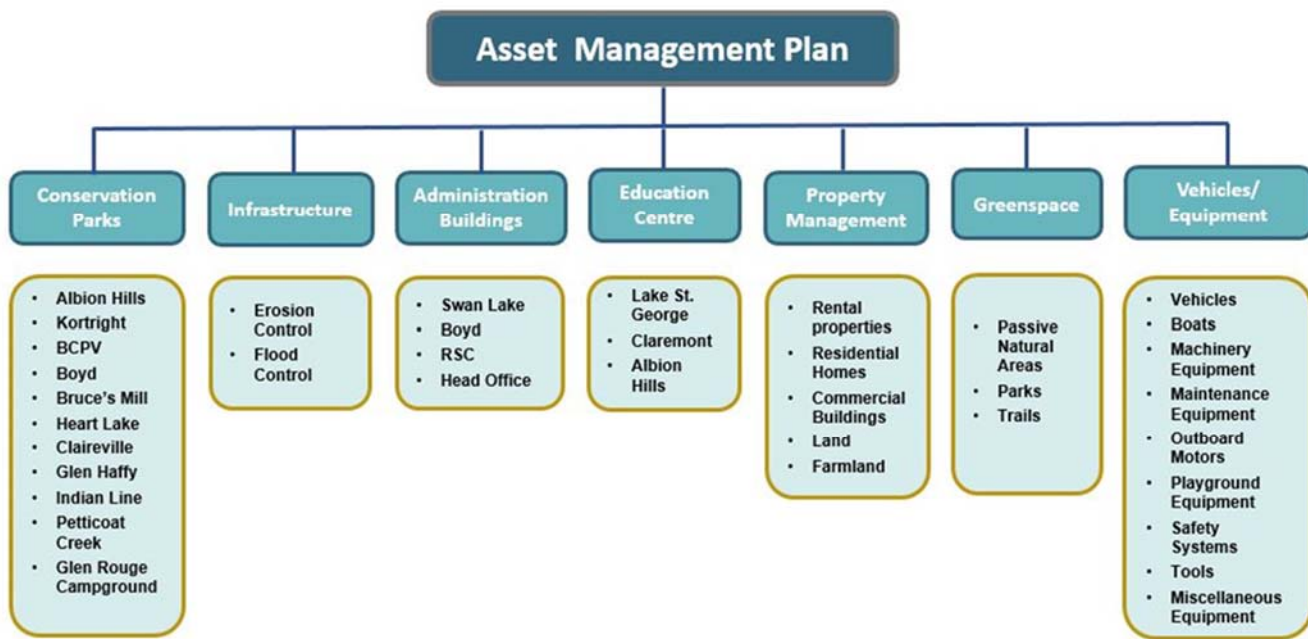 Asset Management Plan
Conservation
Parks
Infrastructure
Administration
Buildings
Education
Centre
Property
Management
Greenspace
Vehicles/
Equipment
• Albion Hills
• Kortright
• BCPV
• Boyd
• Bruce's Mill
• Heart Lake
• Claireville
• Glen Haffy
• Indian Line
• Petticoat
Creek
• Glen Rouge
Campground
• Erosion
Control
• Flood
Control
• Swan Lake
• Boyd
• RSC
• Head Office
• Lake St.
George
• Claremont
• Albion
Hills
• Rental
properties
• Residential
Homes
• Commercial
Buildings
• Land
• Farmland
• Passive
Natural
Areas
• Parks
• Trails
• Vehicles
• Boats
• Machinery
Equipment
• Maintenance
Equipment
• Outboard
Motors
• Playground
Equipment
• Safety
Systems
• Tools
• Miscellaneous
Equipment